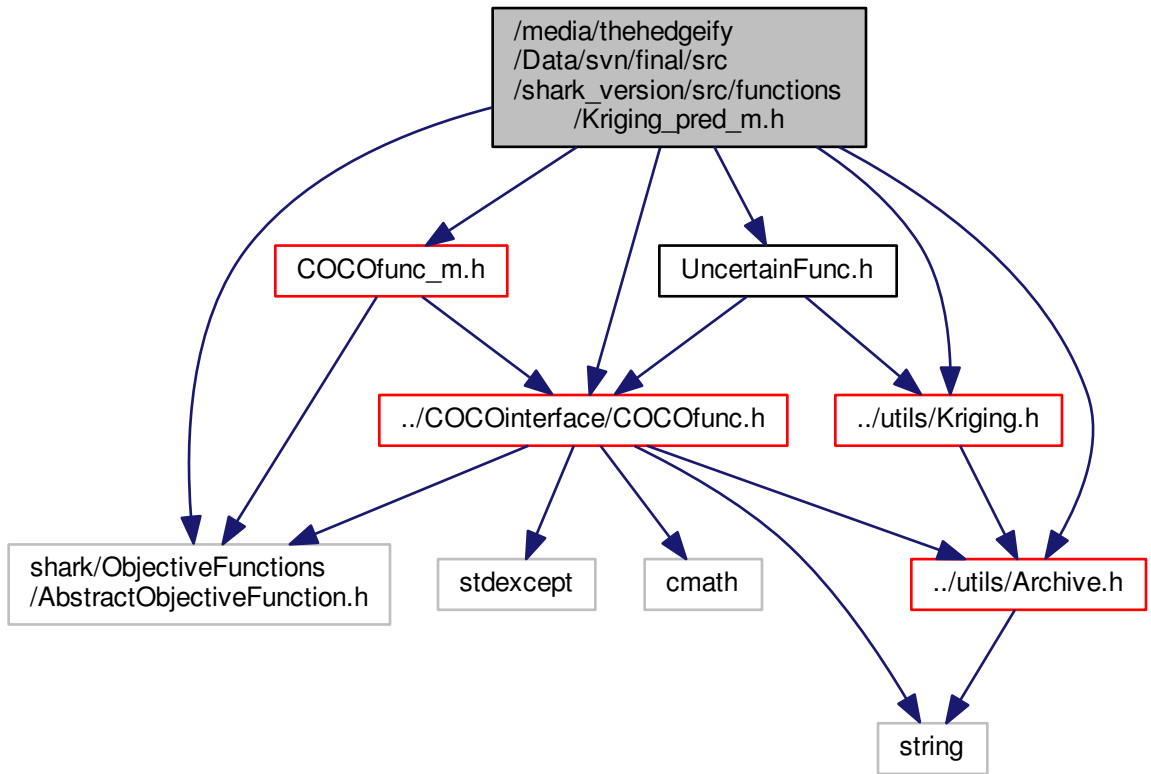 /media/thehedgeify
/Data/svn/final/src
/shark_version/src/functions
/Kriging_pred_m.h
COCOfunc_m.h
UncertainFunc.h
../COCOinterface/COCOfunc.h
../utils/Kriging.h
shark/ObjectiveFunctions
/AbstractObjectiveFunction.h
stdexcept
cmath
../utils/Archive.h
string